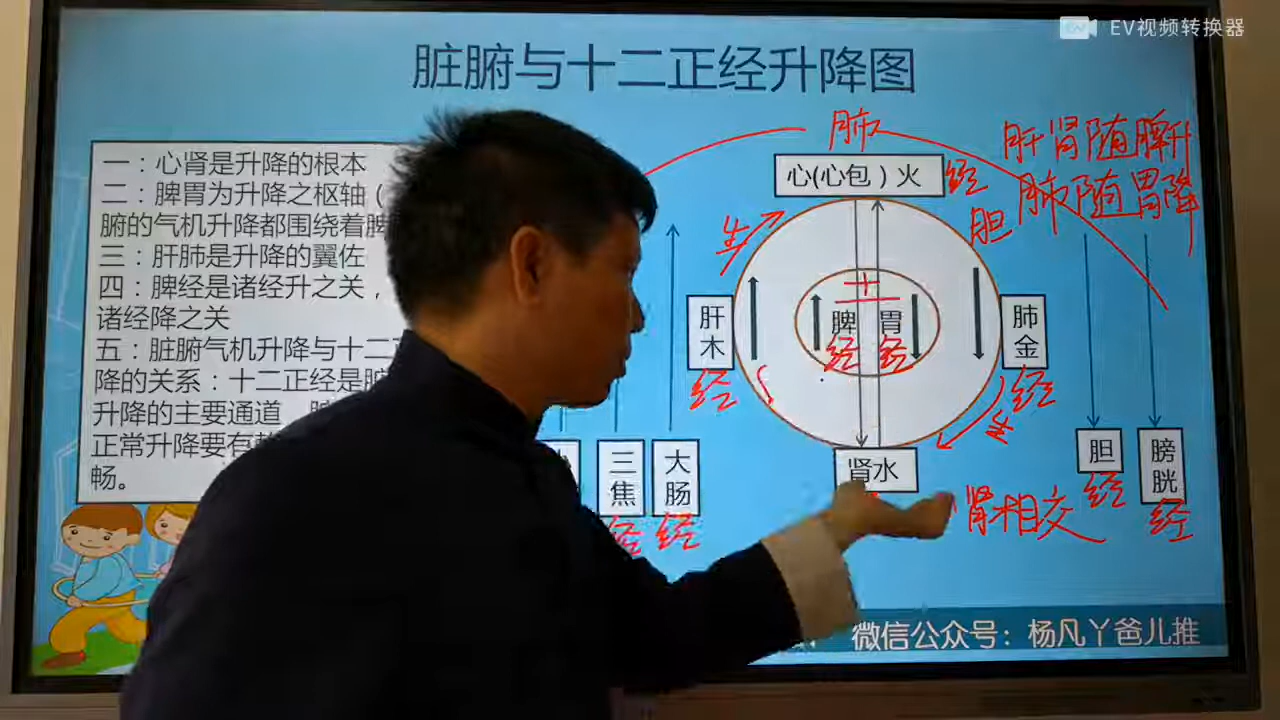 EV视频转换器
脏腑与十二正经升降图
一：心肾是升降的根本
二：脾胃为升降之枢轴（
腑的气机升降都围绕着脾
三：肝肺是升降的翼佐
四：脾经是诸经升之关，
诸经降之关
五：脏腑气机升降与十二
降的关系：十二正经是脏
升降的主要通道
正常升降要有
畅。
肺
心(心包）火
经
肝肾随脾升
肺随胃降
胆
肝木
经
脾
经
胃
经
肺金
经
肾水
肾相交
三焦
经
大肠
经
胆
经
膀胱
经
微信公众号：杨凡丫爸儿推